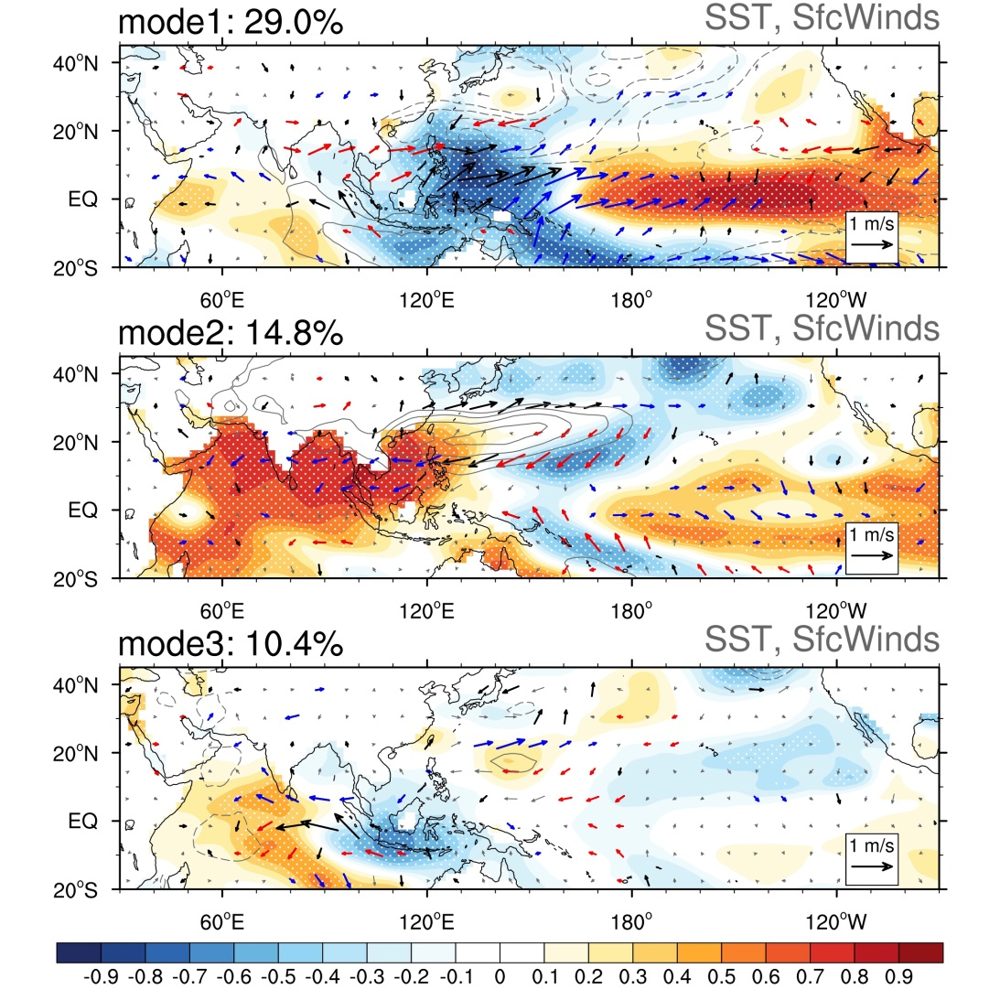 mode1: 29.0% SST, SfcWinds
40°N
20°N
EQ
20°S
1 m/s
60°E 120°E 180° 120°W
mode2: 14.8% SST, SfcWinds
40°N
20°N
EQ
20°S
1 m/s
60°E 120°E 180° 120°W
mode3: 10.4% SST, SfcWinds
40°N
20°N
EQ
20°S
1 m/s
60°E 120°E 180° 120°W
-0.9 -0.8 -0.7 -0.6 -0.5 -0.4 -0.3 -0.2 -0.1 0 0.1 0.2 0.3 0.4 0.5 0.6 0.7 0.8 0.9